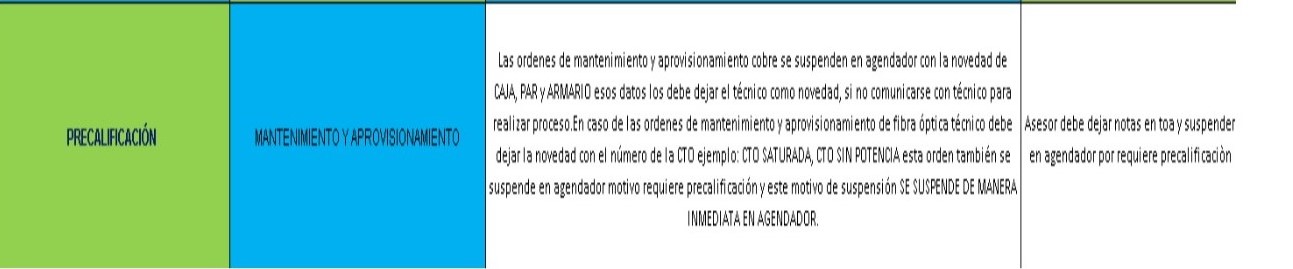 PRECALIFICACIÓN
MANTENIMIENTO Y APROVISIONAMIENTO
Las ordenes de mantenimiento y aprovisionamiento cobre se suspenden en agendador con la novedad de
CAJA, PAR y ARMARIO esos datos los debe dejar el técnico como novedad, si no comunicarse con técnico para
realizar proceso.En caso de las ordenes de mantenimiento y aprovisionamiento de fibra óptica técnico debe
dejar la novedad con el número de la CTO ejemplo: CTO SATURADA, CTO SIN POTENCIA esta orden también se
suspende en agendador motivo requiere precalificación y este motivo de suspensión SE SUSPENDE DE MANERA
INMEDIATA EN AGENDADOR.
Asesor debe dejar notas en toa y suspender
en agendador por requiere precalificaciòn